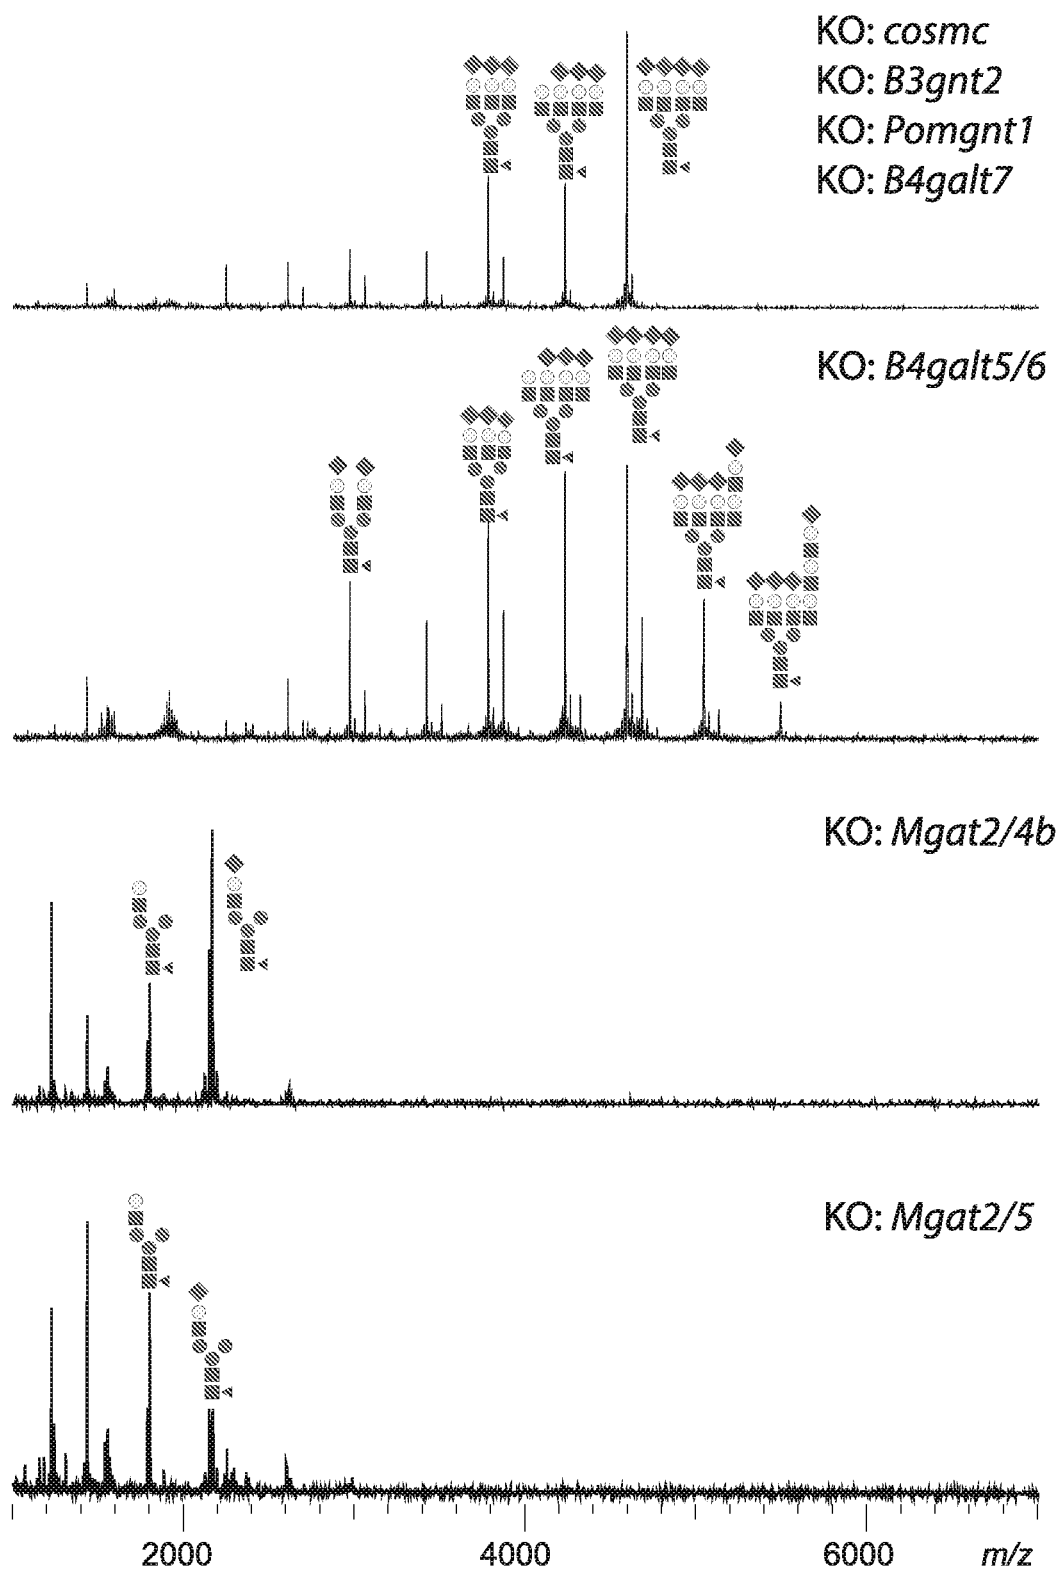 KO: cosmc
KO: B3gnt2
KO: Pomgnt1
KO: B4galt7
KO: B4galt5/6
KO: Mgat2/4b
KO: Mgat2/5
2000 4000 6000 m/z